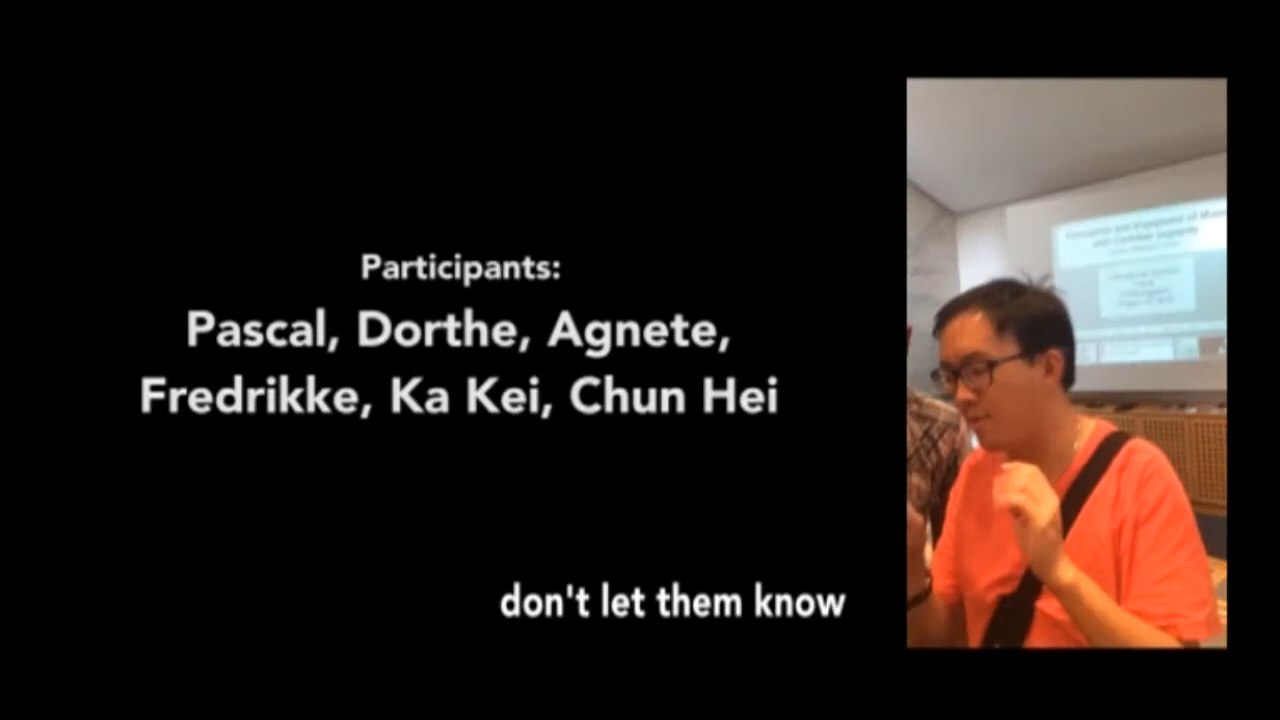 Participants:
Pascal, Dorthe, Agnete,
Fredrikke, Ka Kei, Chun Hei
don't let them know